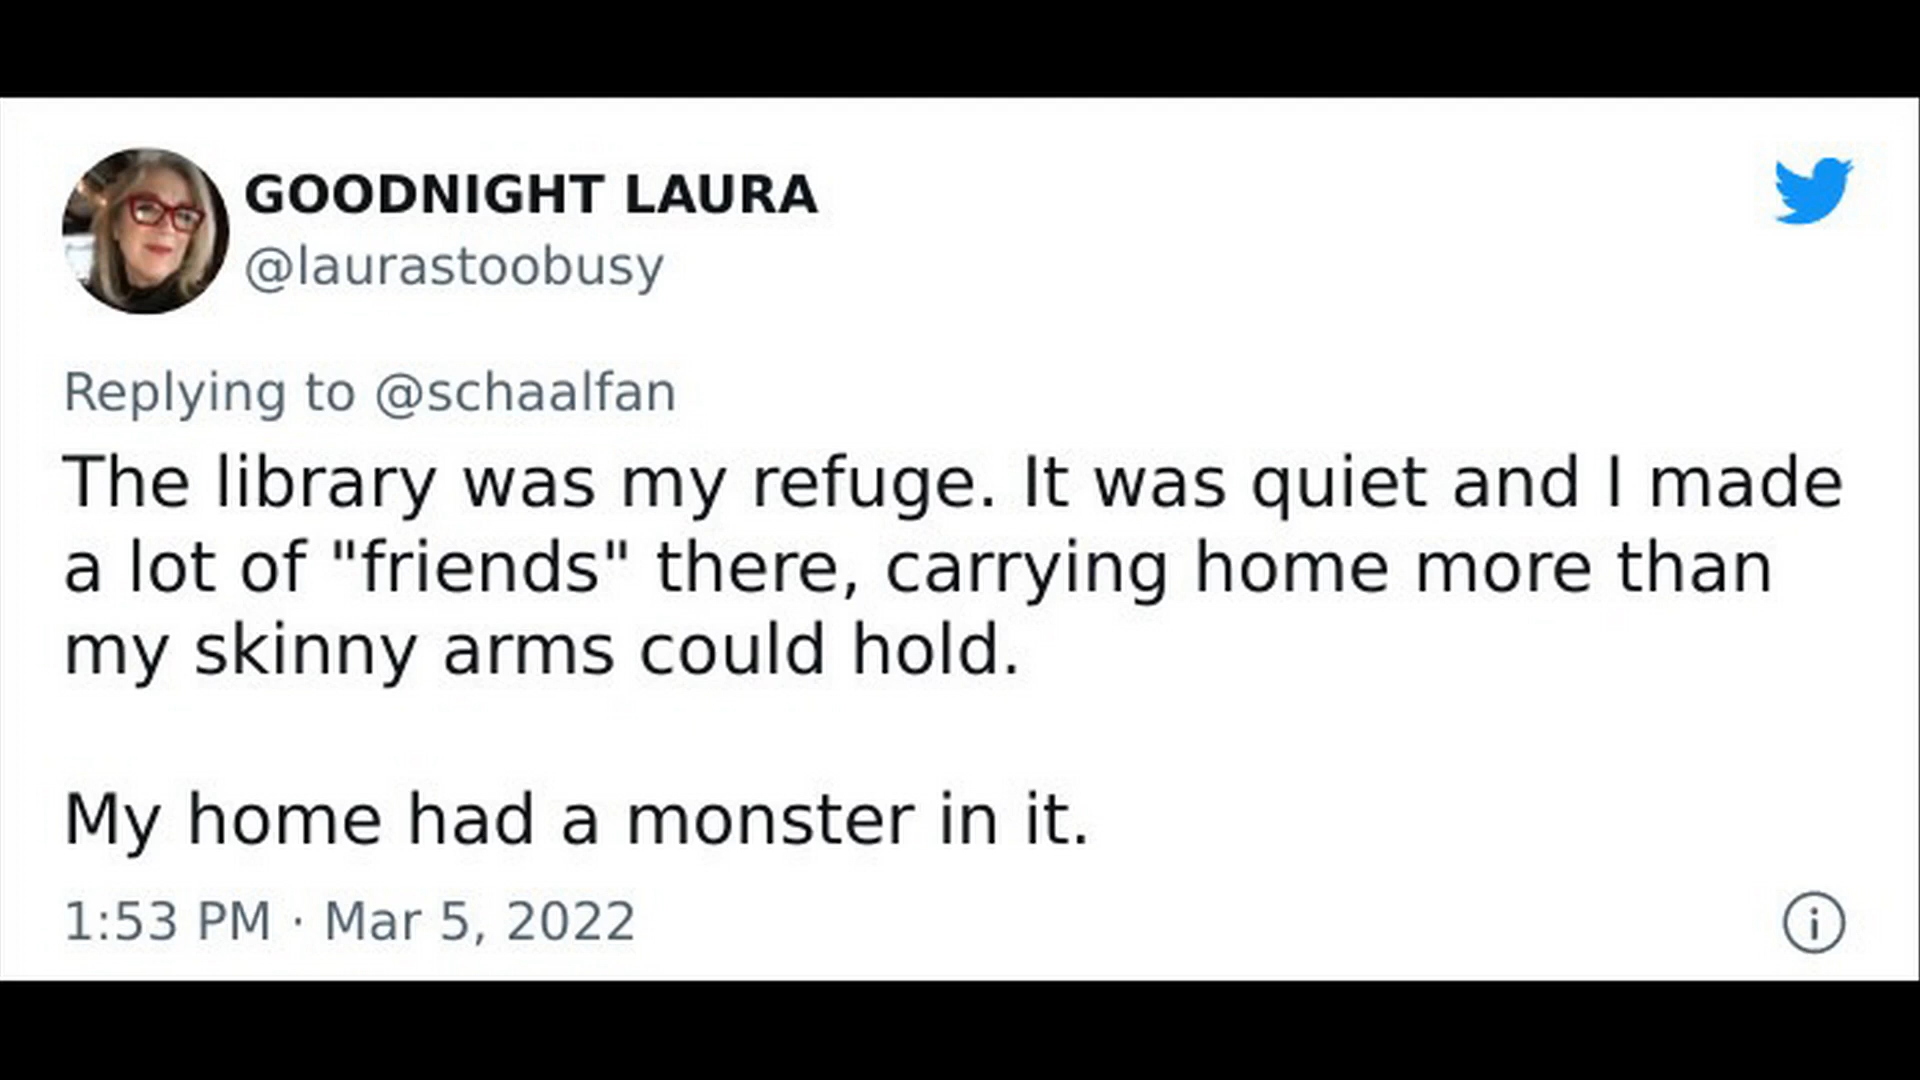 GOODNIGHT LAURA
@laurastoobusy
Replying to @schaalfan
The library was my refuge. It was quiet and I made
a lot of "friends" there, carrying home more than
my skinny arms could hold.
My home had a monster in it.
1:53 PM · Mar 5, 2022